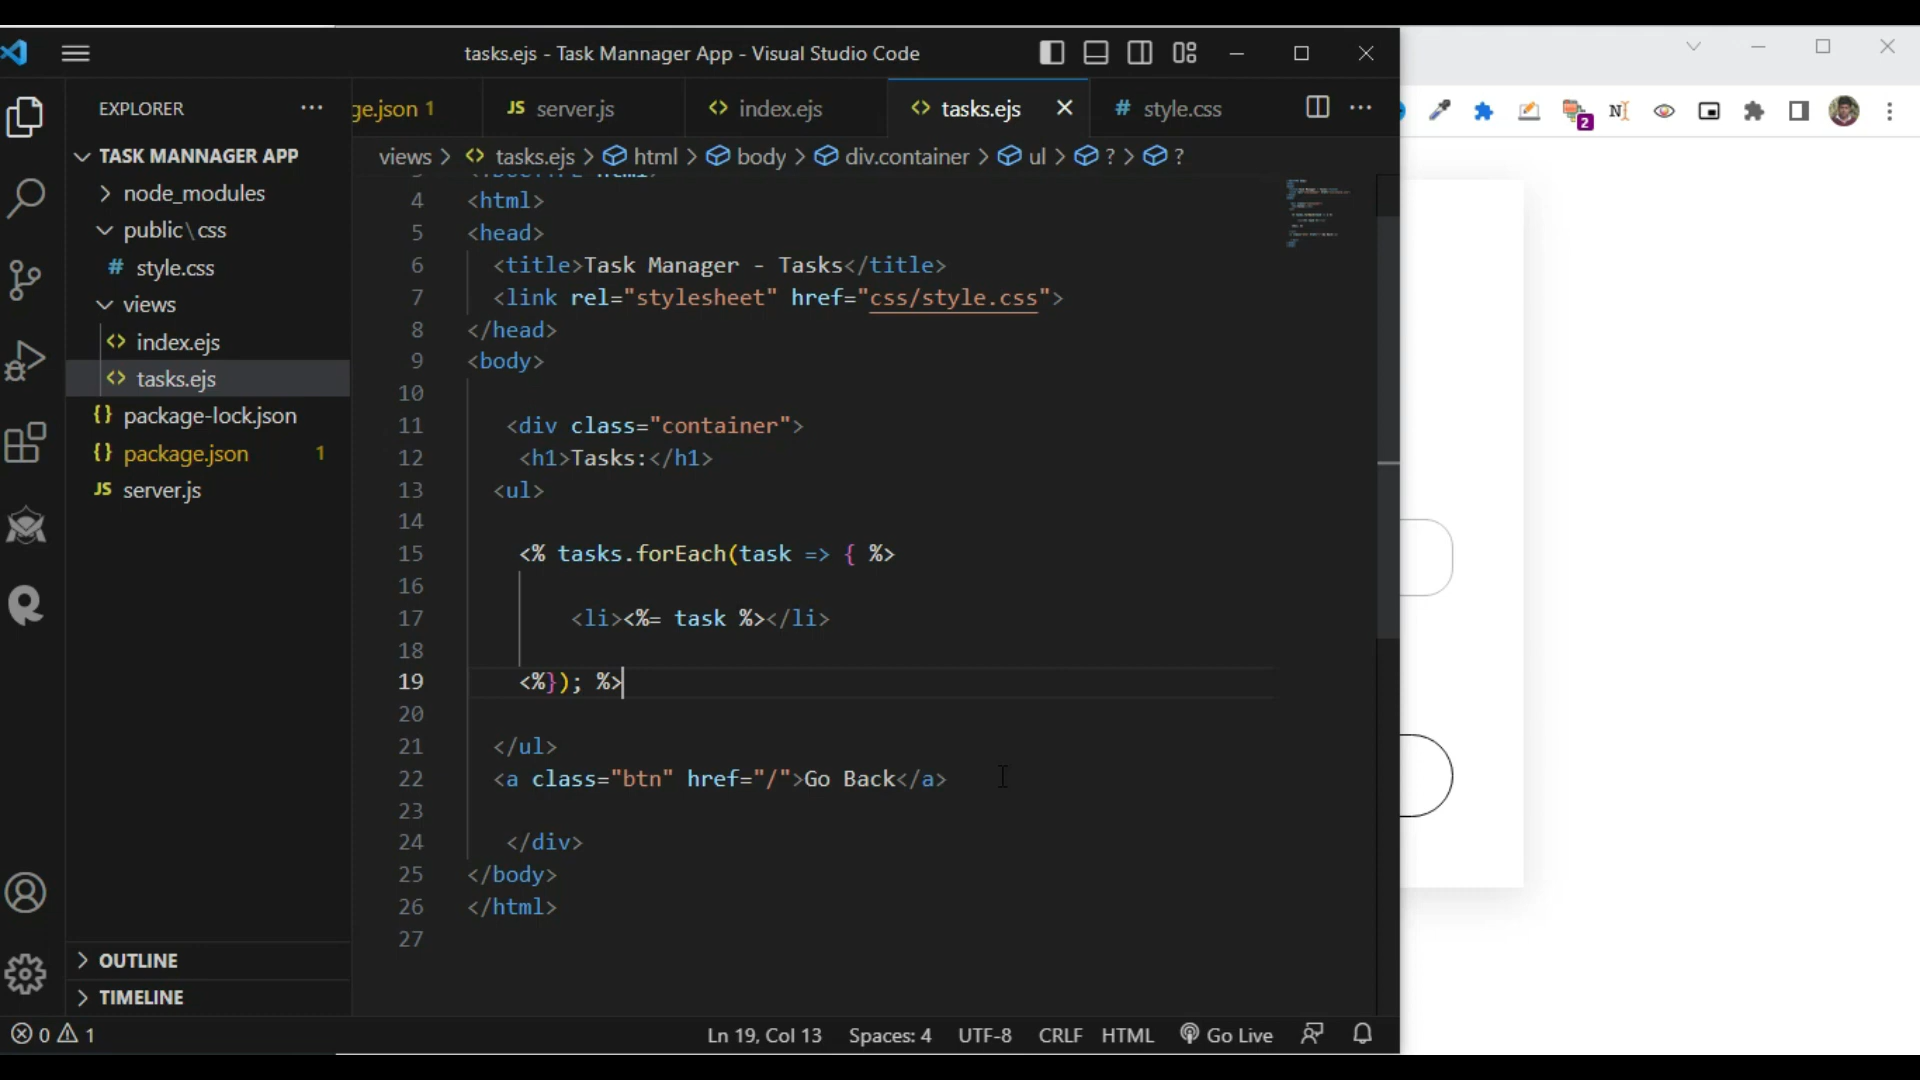 tasks.ejs - Task Mannager App - Visual Studio Code
EXPLORER
ge.json 1
JS server.js
index.ejs
tasks.ejs
# style.css
2
TASK MANNAGER APP
views > tasks.ejs > html > body > div.container > ul > ? > ?
node_modules
public\css
# style.css
views
index.ejs
tasks.ejs
{} package-lock.json
{} package.json 1
JS server.js
4 <html>
5 <head>
6 <title>Task Manager - Tasks</title>
7 <link rel="stylesheet" href="css/style.css">
8 </head>
9 <body>
10
11 <div class="container">
12 <h1>Tasks:</h1>
13 <ul>
14
15 <% tasks.forEach(task => { %>
16
17 <li><%= task %></li>
18
19 <%}); %>
20
21 </ul>
22 <a class="btn" href="/">Go Back</a>
23
24 </div>
25 </body>
26 </html>
27
OUTLINE
TIMELINE
0 1
Ln 19, Col 13 Spaces: 4 UTF-8 CRLF HTML Go Live